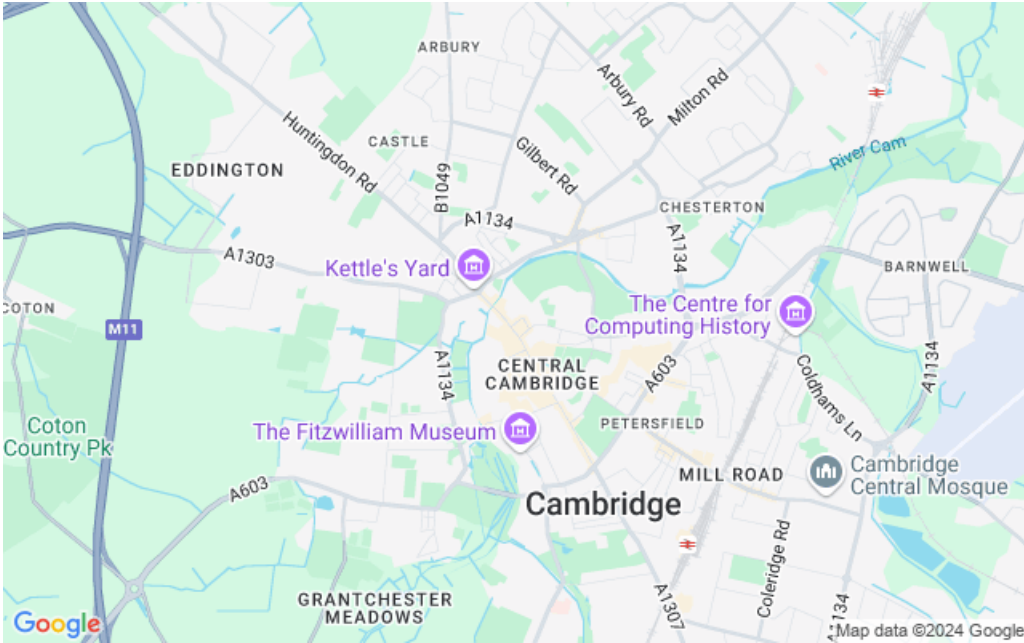 ARBURY
Arbury Rd
Milton Rd
Huntingdon Rd
CASTLE
Gilbert Rd
River Cam
EDDINGTON
B1049
A1134
CHESTERTON
A1134
A1303
Kettle's Yard
BARNWELL
COTON
M11
The Centre for
Computing History
A1134
CENTRAL
CAMBRIDGE
A603
A1134
Coldhams Ln
Coton
Country Pk
The Fitzwilliam Museum
PETERSFIELD
A603
MILL ROAD
Cambridge
Central Mosque
Cambridge
Coleridge Rd
GRANTCHESTER
MEADOWS
A1307
A1134
Google
Map data ©2024 Google